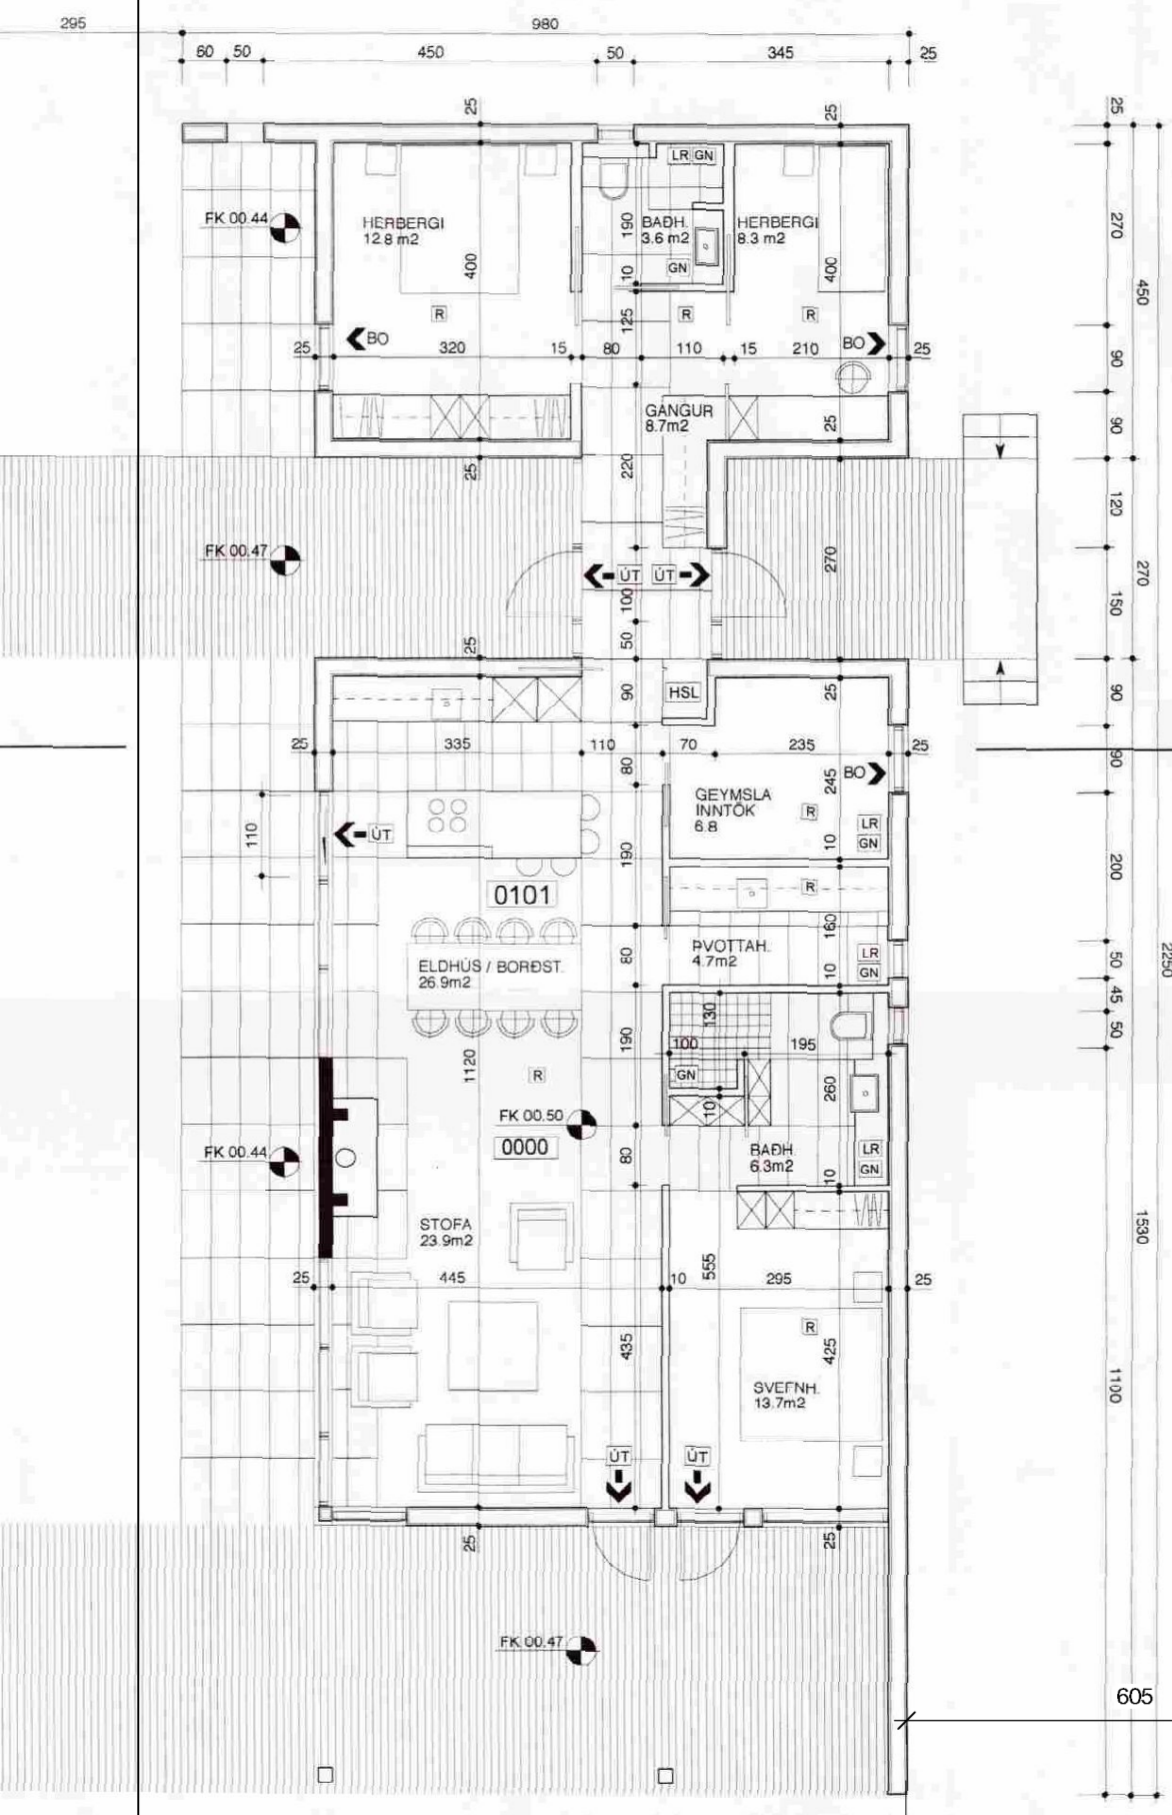 295
980
60 50 450 50 345 25
25
25
25
LR GN
FK 00.44
HERBERGI
12.8 m2
190
BAÐH.
3.6 m2
HERBERGI
8.3 m2
270
400
10
GN
400
450
R
125
R
R
BO
BO
25 320 15 80 110 15 210 25
90
GANGUR
8.7m2
25
90
25
220
120
FK 00.47
270
270
ÚT ÚT
100
150
25
50
90
HSL
25
90
25 335 110 70 235 25
80
245
BO
90
GEYMSLA
INNTÖK
6.8
R
LR
GN
110
ÚT
190
10
200
0101
R
160
80
ÞVOTTAH.
4.7m2
LR
GN
10
50
2250
ELDHÚS / BORÐST.
26.9m2
45
130
50
190
100
195
1120
R
GN
260
FK 00.50
10
0000
FK 00.44
80
BAÐH.
6.3m2
LR
GN
10
STOFA
23.9m2
1530
555
25 445 10 295 25
R
435
425
SVEFNH.
13.7m2
1100
ÚT
ÚT
25
25
FK 00.47
605